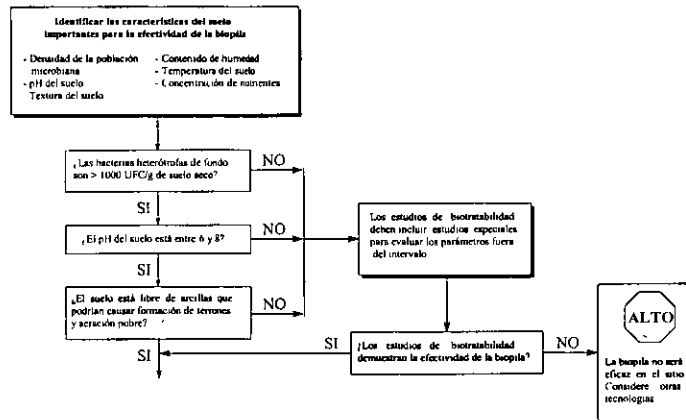 Identificar las características del suelo
importantes para la efectividad de la biopila
- Densidad de la población
microbiana
- pH del suelo
Textura del suelo
- Contenido de humedad
- Temperatura del suelo
- Concentración de nutrientes
¿Las bacterias heterótrofas de fondo
son > 1000 UFC/g de suelo seco?
NO
SI
¿El pH del suelo está entre 6 y 8?
NO
SI
¿El suelo está libre de arcillas que
podrían causar formación de terrones
y aeración pobre?
NO
SI
Los estudios de biotratabilidad
deben incluir estudios especiales
para evaluar los parámetros fuera
del intervalo
¿Los estudios de biotratabilidad
demuestran la efectividad de la biopila?
SI
NO
ALTO
La biopila no será
eficaz en el sitio
Considere otras
tecnologías